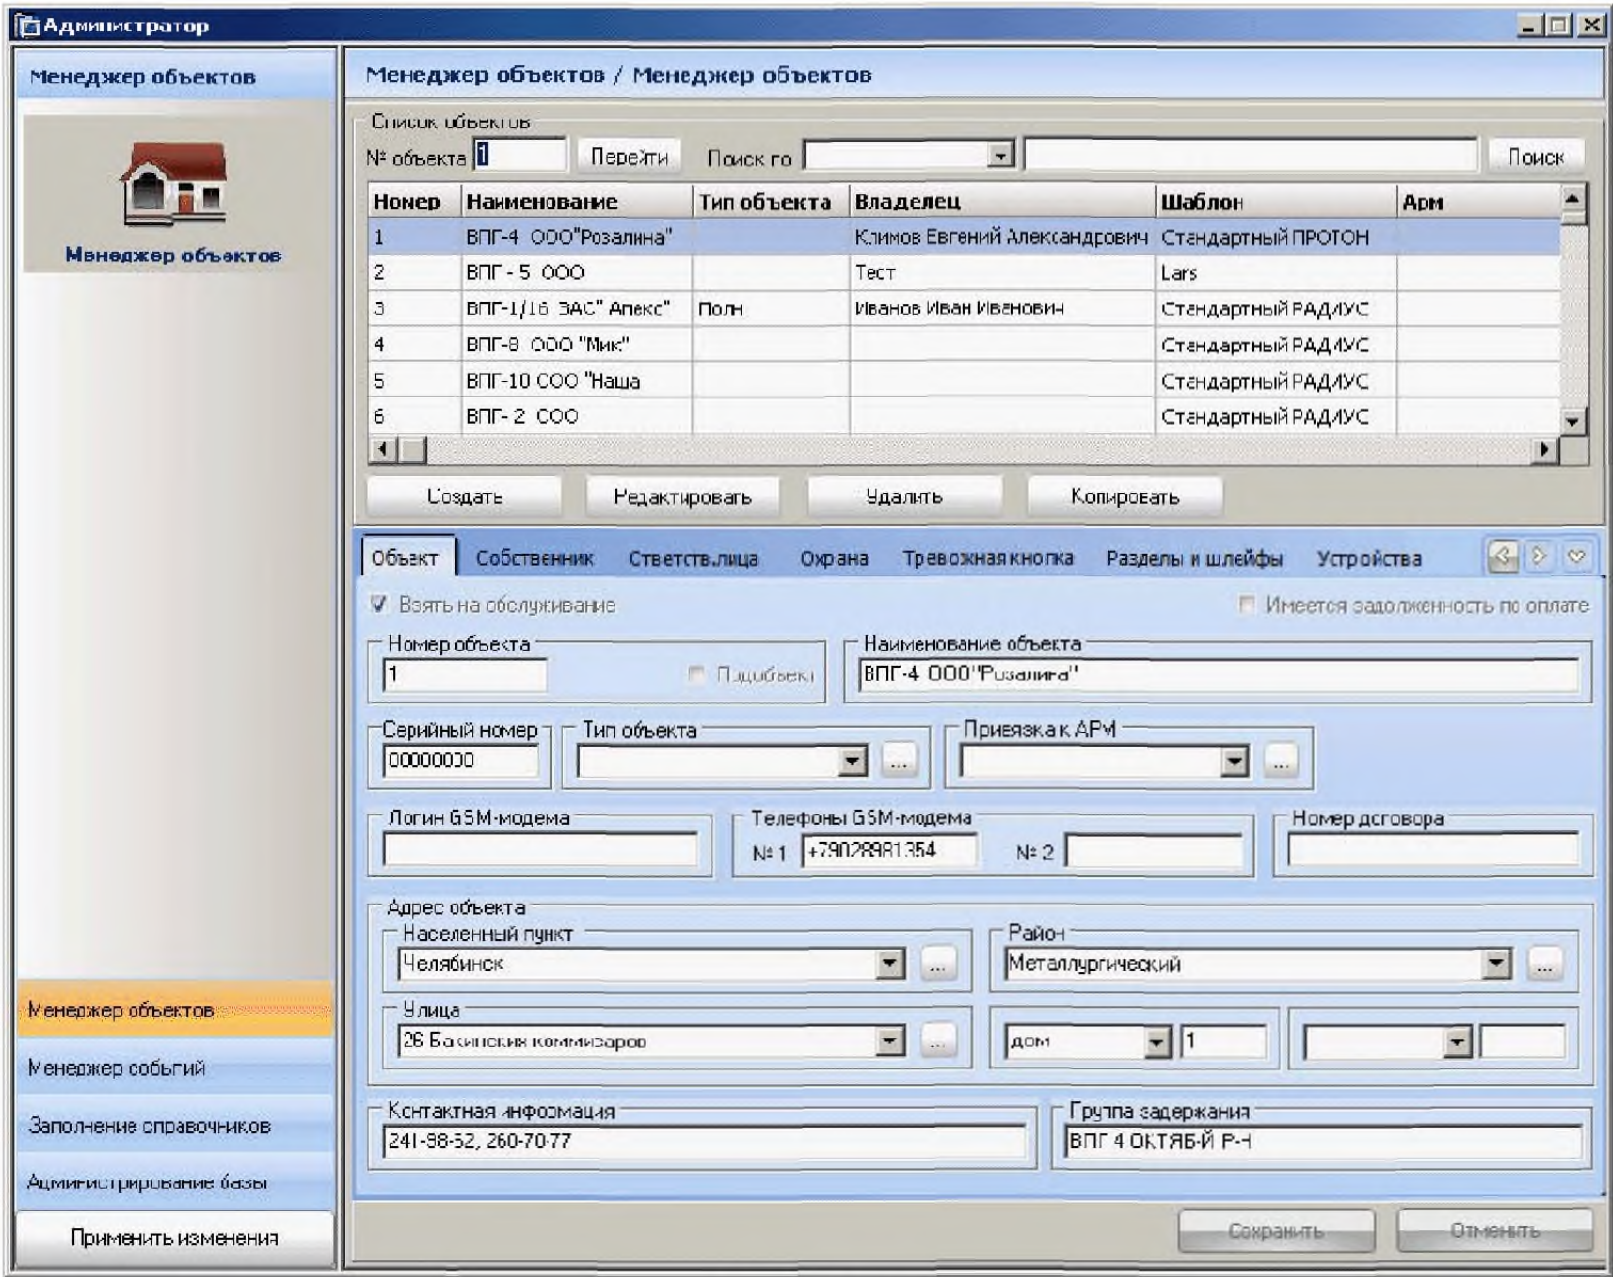 Администратор
Менеджер объектов
Менеджер объектов
Менеджер объектов / Менеджер объектов
Список объектов
№ объекта 1 Перейти Поиск по Поиск
Номер Наименование Тип объекта Владелец Шаблон Арм
1 ВПГ-4 ООО"Розалина" Климов Евгений Александрович Стандартный ПРОТОН
2 ВПГ - 5 ООО Тест Lars
3 ВПГ-1/16 ЗАО" Апекс" Полн Иванов Иван Иванович Стандартный РАДИУС
4 ВПГ-8 ООО "Мик" Стандартный РАДИУС
5 ВПГ-10 ООО "Наша Стандартный РАДИУС
6 ВПГ- 2 ООО Стандартный РАДИУС
Создать Редактировать Удалить Копировать
Объект Собственник Ответств.лица Охрана Тревожная кнопка Разделы и шлейфы Устройства
Взять на обслуживание Имеется задолженность по оплате
Номер объекта Наименование объекта
1 Подобъект ВПГ-4 ООО"Розалина"
Серийный номер Тип объекта Привязка к АРМ
00000000 ... ...
Логин GSM-модема Телефоны GSM-модема Номер договора
№ 1 +79028981354 № 2
Адрес объекта
Населенный пункт Район
Челябинск ... Металлургический ...
Улица
26 Бакинских коммисаров ... дом 1
Контактная информация Группа задержания
241-98-52, 260-70-77 ВПГ 4 ОКТЯБ-Й Р-Н
Сохранить Отменить
Менеджер объектов
Менеджер событий
Заполнение справочников
Администрирование базы
Применить изменения